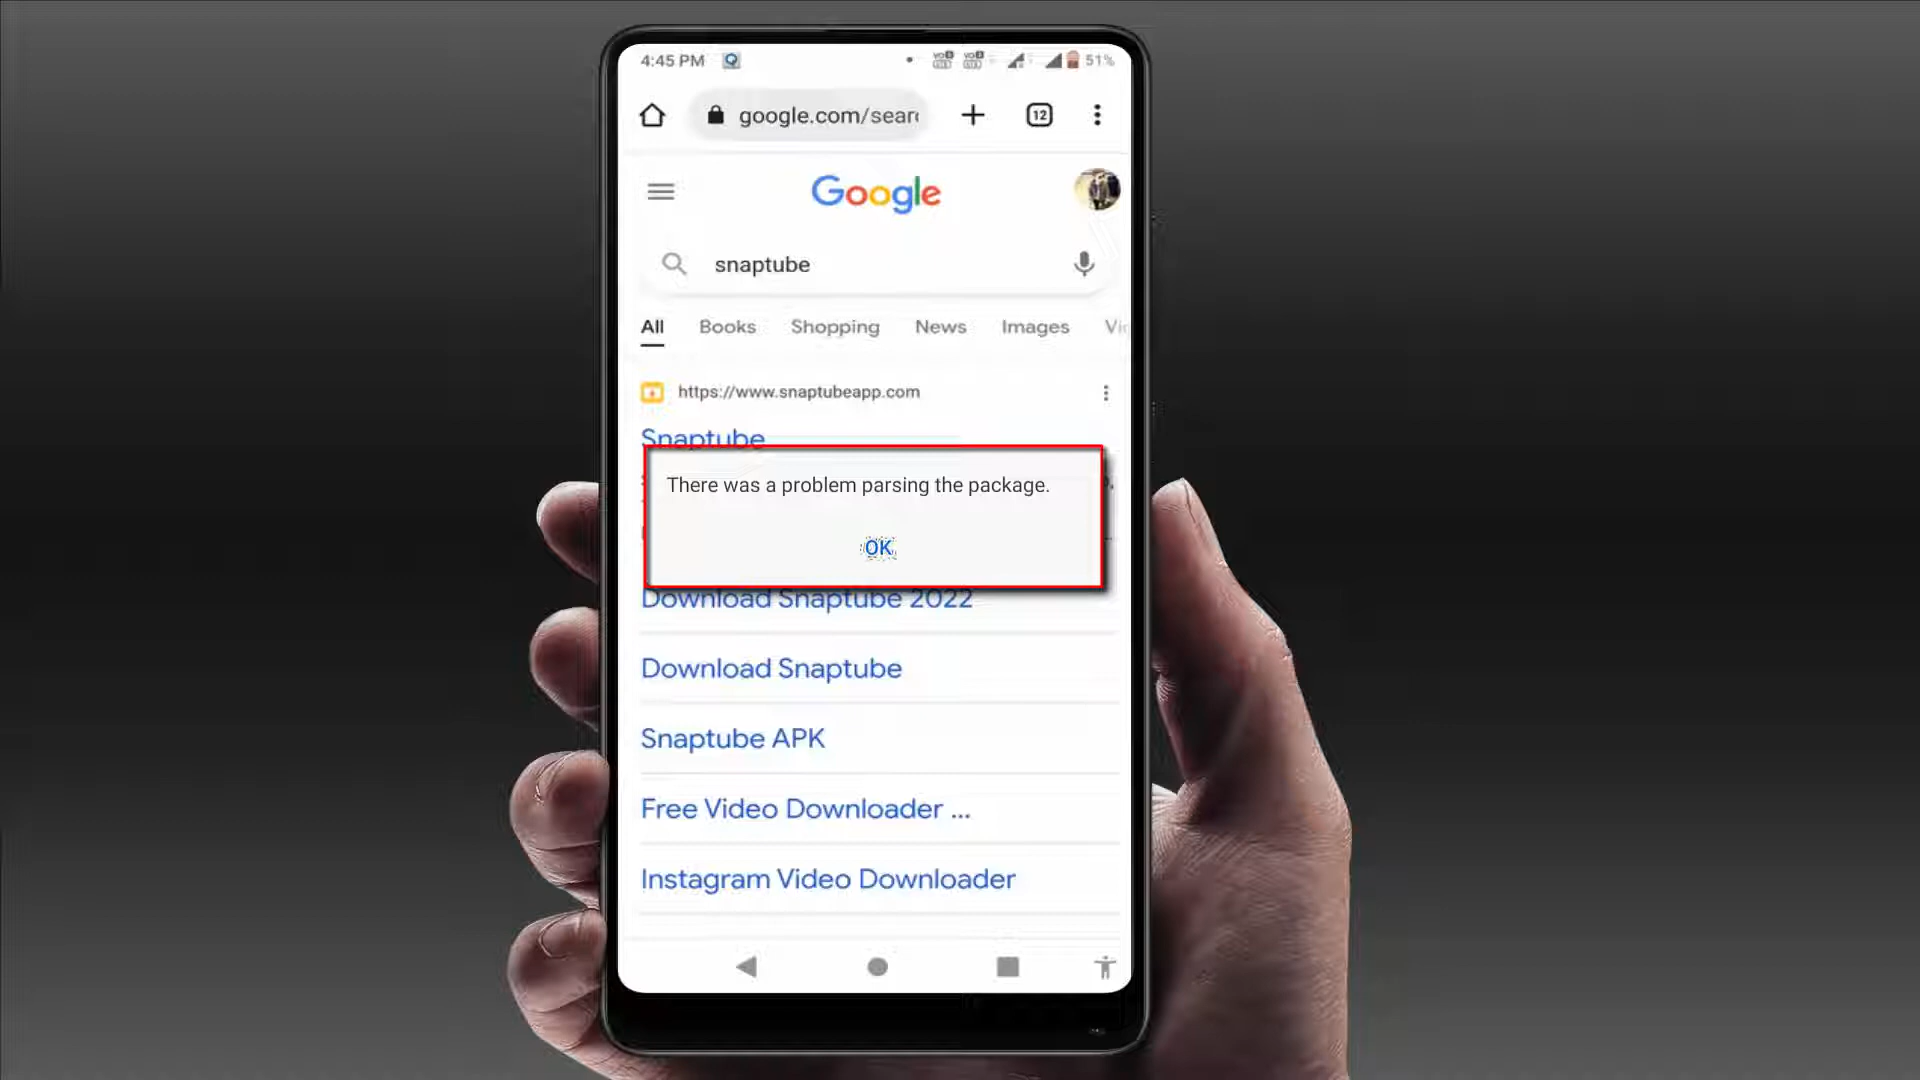 4:45 PM
51%
google.com/sear
12
Google
snaptube
All Books Shopping News Images
https://www.snaptubeapp.com
Snaptube
There was a problem parsing the package.
OK
Download Snaptube 2022
Download Snaptube
Snaptube APK
Free Video Downloader ...
Instagram Video Downloader